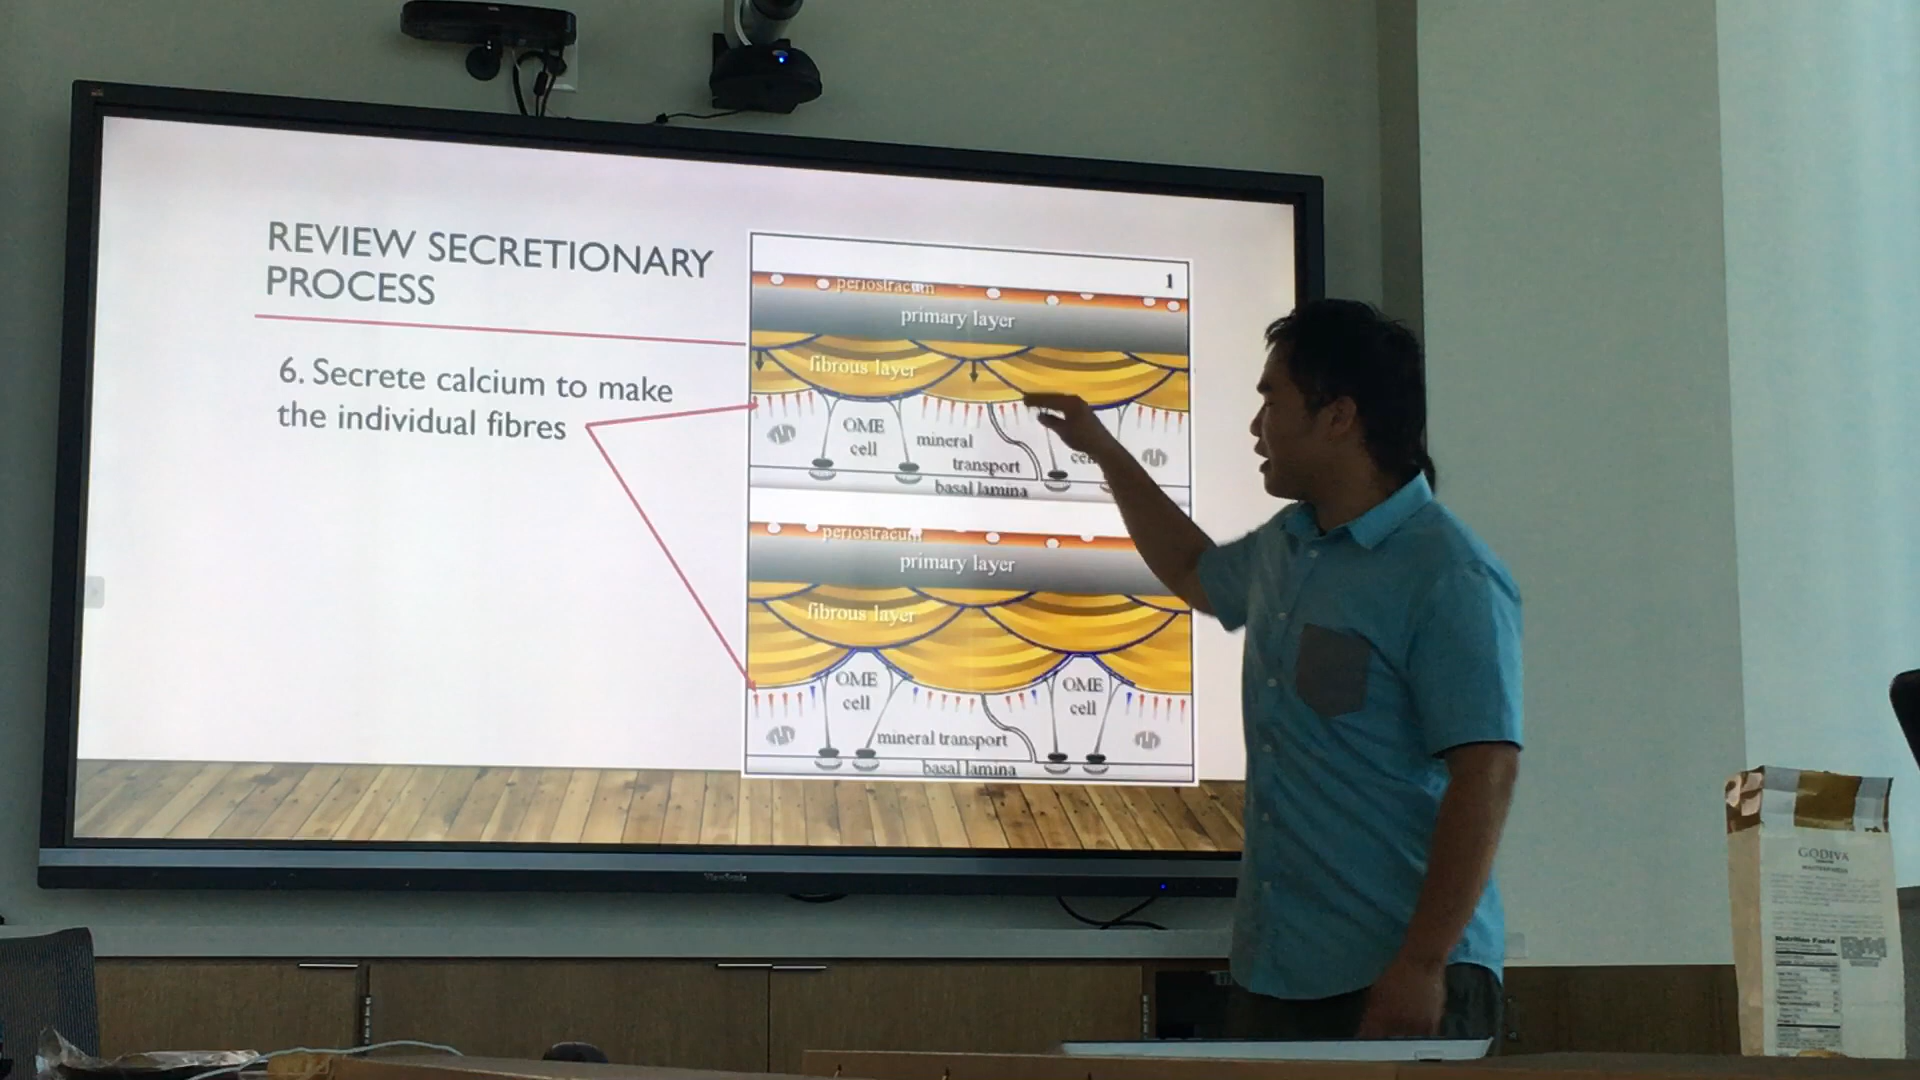 REVIEW SECRETIONARY
PROCESS
6. Secrete calcium to make
the individual fibres
1
periostracum
primary layer
fibrous layer
OME
cell
mineral
transport
basal lamina
periostracum
primary layer
fibrous layer
OME
cell
OME
cell
mineral transport
basal lamina
ViewSonic
GODIVA
Nutrition Facts